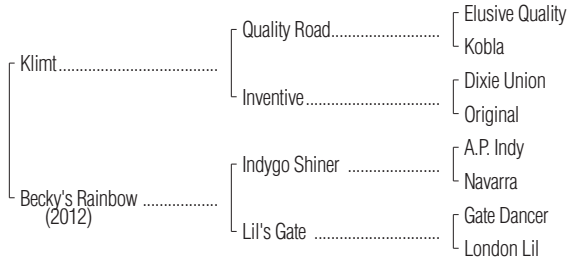 Elusive Quality
Quality Road
Kobla
Klimt
Dixie Union
Inventive
Original
A.P. Indy
Indygo Shiner
Navarra
Becky's Rainbow
(2012)
Gate Dancer
Lil's Gate
London Lil